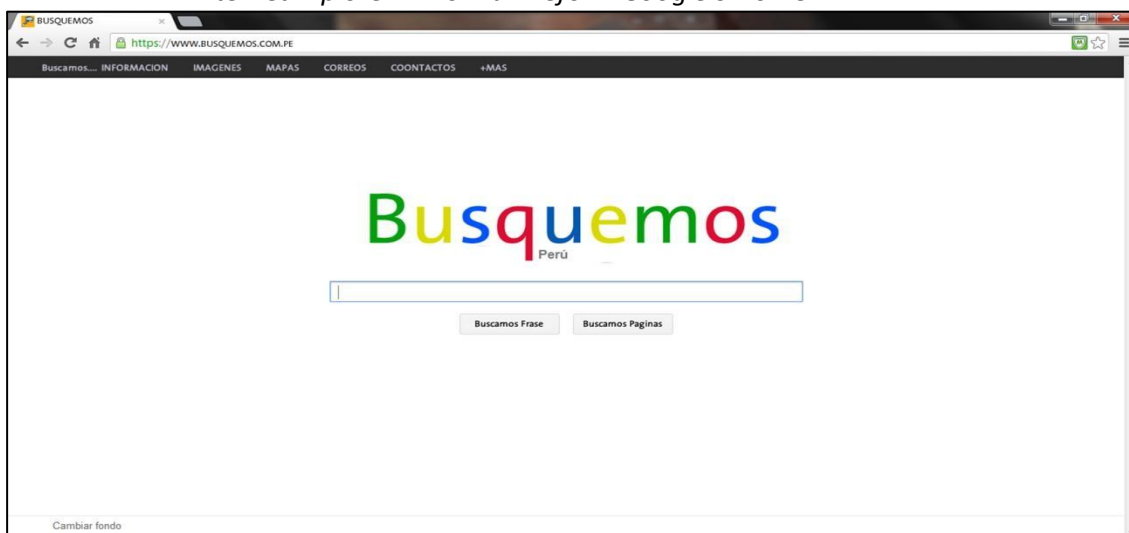 BUSQUEMOS
https://www.BUSQUEMOS.COM.PE
Buscamos.... INFORMACION IMAGENES MAPAS CORREOS COONTACTOS +MAS
Busquemos
Perú
Buscamos Frase Buscamos Paginas
Cambiar fondo